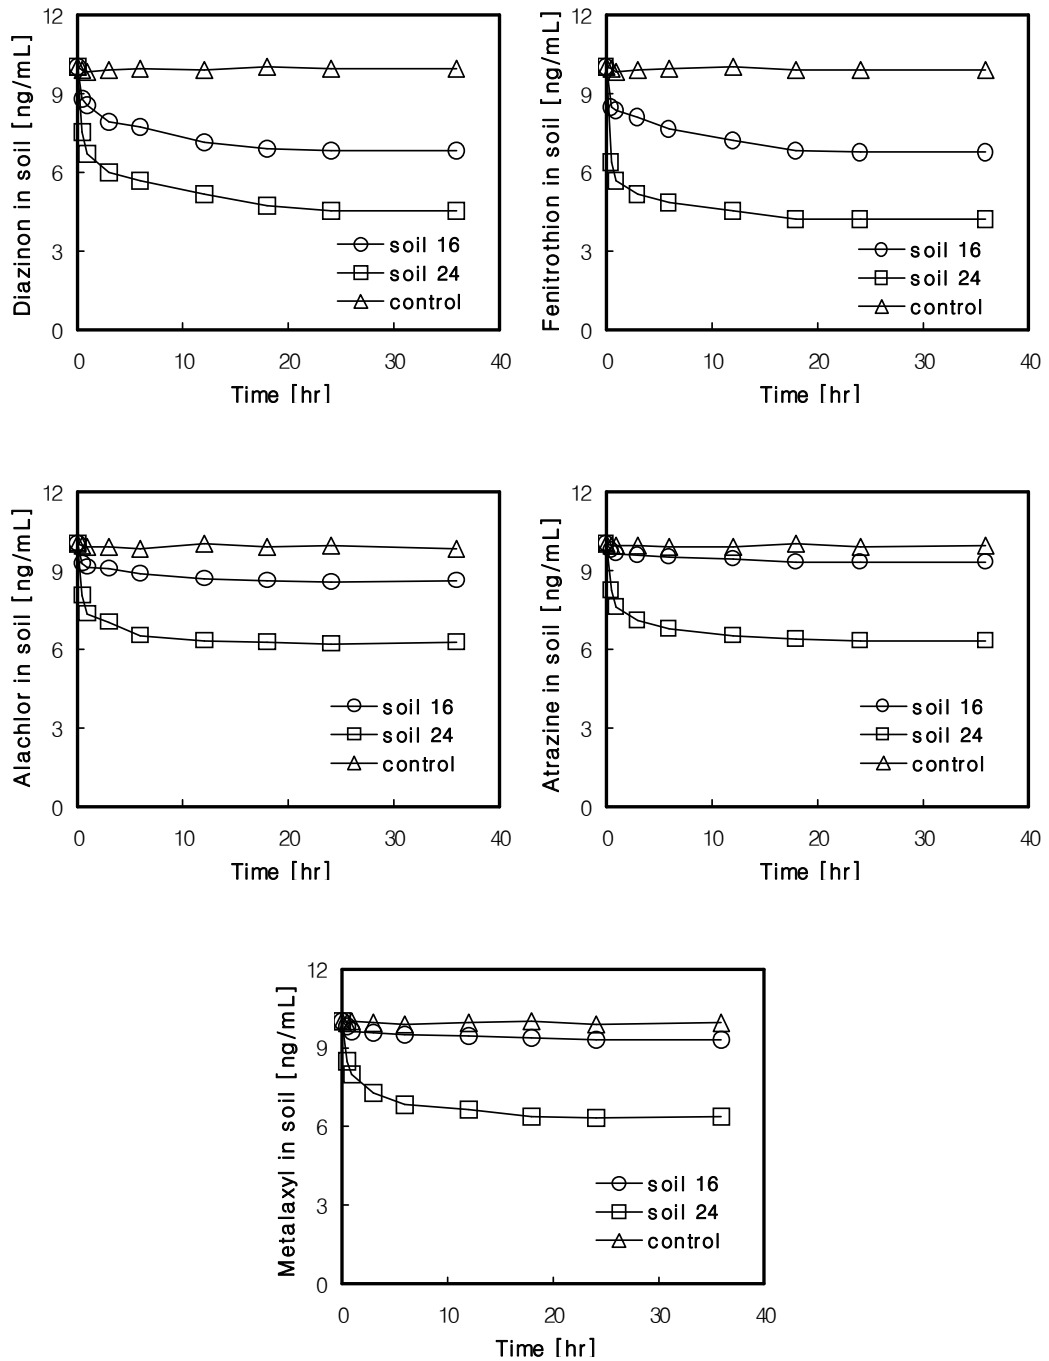 Diazinon in soil [ng/mL]
12
9
6
3
0
soil 16
soil 24
control
0 10 20 30 40
Time [hr]
Fenitrothion in soil [ng/mL]
12
9
6
3
0
soil 16
soil 24
control
0 10 20 30 40
Time [hr]
Alachlor in soil [ng/mL]
12
9
6
3
0
soil 16
soil 24
control
0 10 20 30 40
Time [hr]
Atrazine in soil [ng/mL]
12
9
6
3
0
soil 16
soil 24
control
0 10 20 30 40
Time [hr]
Metalaxyl in soil [ng/mL]
12
9
6
3
0
soil 16
soil 24
control
0 10 20 30 40
Time [hr]